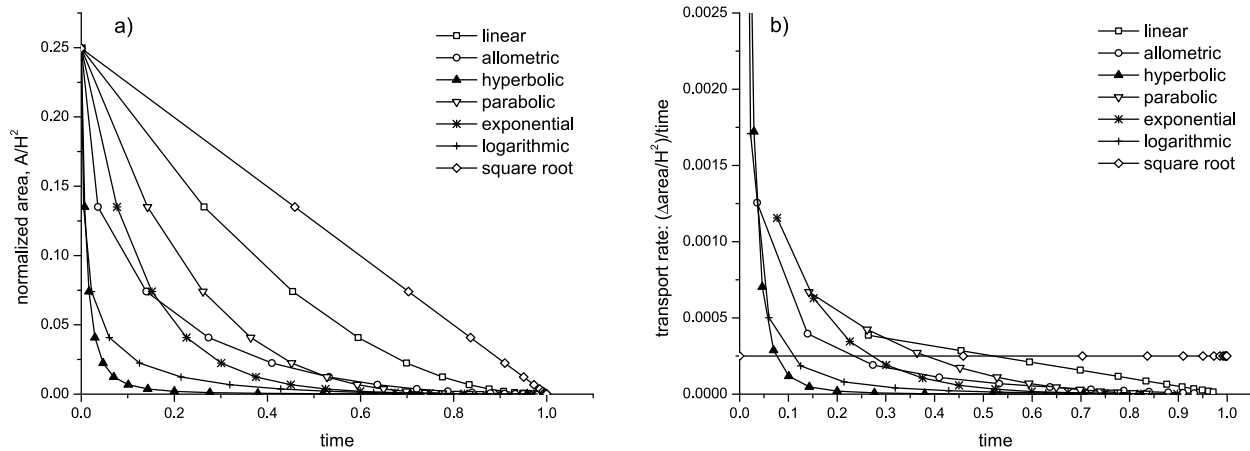 a)
linear
allometric
hyperbolic
parabolic
exponential
logarithmic
square root
0.25
0.20
0.15
0.10
0.05
0.00
normalized area, A/H²
0.0 0.2 0.4 0.6 0.8 1.0
time
b)
linear
allometric
hyperbolic
parabolic
exponential
logarithmic
square root
0.0025
0.0020
0.0015
0.0010
0.0005
0.0000
transport rate: (Δarea/H²)/time
0.0 0.1 0.2 0.3 0.4 0.5 0.6 0.7 0.8 0.9 1.0
time